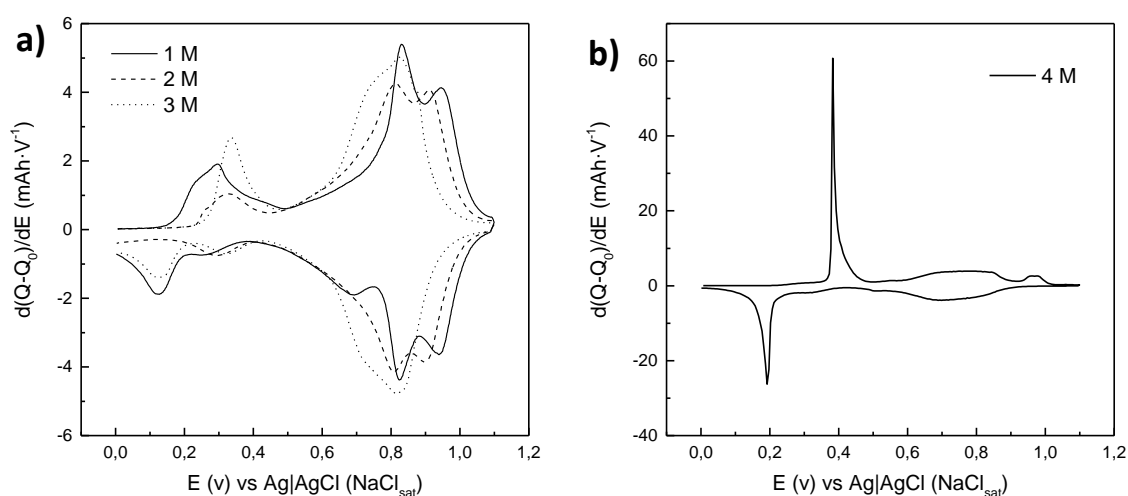 a)
1 M
2 M
3 M
d(Q-Q₀)/dE (mAh·V⁻¹)
6
4
2
0
-2
-4
-6
0,0 0,2 0,4 0,6 0,8 1,0 1,2
E (v) vs Ag|AgCl (NaCl_sat)
b)
4 M
d(Q-Q₀)/dE (mAh·V⁻¹)
60
40
20
0
-20
-40
0,0 0,2 0,4 0,6 0,8 1,0 1,2
E (v) vs Ag|AgCl (NaCl_sat)